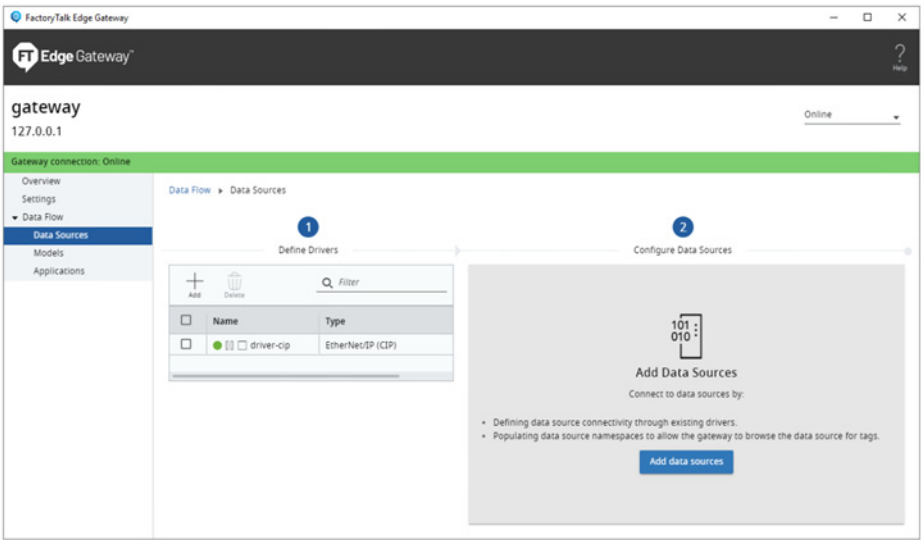 FactoryTalk Edge Gateway
FT Edge Gateway™
?
Help
gateway
127.0.0.1
Online
Gateway connection: Online
Overview
Settings
Data Flow
Data Sources
Models
Applications
Data Flow ▸ Data Sources
1
Define Drivers
2
Configure Data Sources
Add
Delete
Filter
Name
Type
driver-cip
EtherNet/IP (CIP)
101
010
Add Data Sources
Connect to data sources by:
• Defining data source connectivity through existing drivers.
• Populating data source namespaces to allow the gateway to browse the data source for tags.
Add data sources